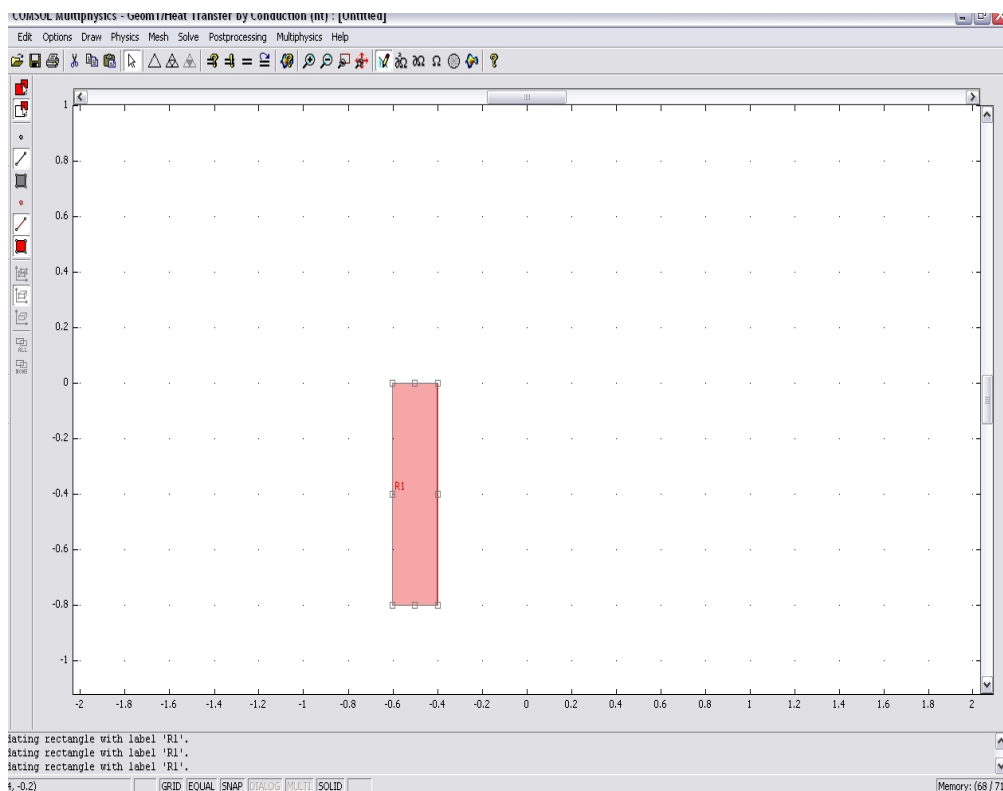 COMSOL Multiphysics - Geom1/Heat Transfer by Conduction (ht) : [Untitled]
Edit Options Draw Physics Mesh Solve Postprocessing Multiphysics Help
1
0.8
0.6
0.4
0.2
0
-0.2
-0.4
R1
-0.6
-0.8
-1
-2 -1.8 -1.6 -1.4 -1.2 -1 -0.8 -0.6 -0.4 -0.2 0 0.2 0.4 0.6 0.8 1 1.2 1.4 1.6 1.8 2
dating rectangle with label 'R1'.
dating rectangle with label 'R1'.
dating rectangle with label 'R1'.
4, -0.2) GRID EQUAL SNAP DIALOG MULTI SOLID Memory: (68 / 71